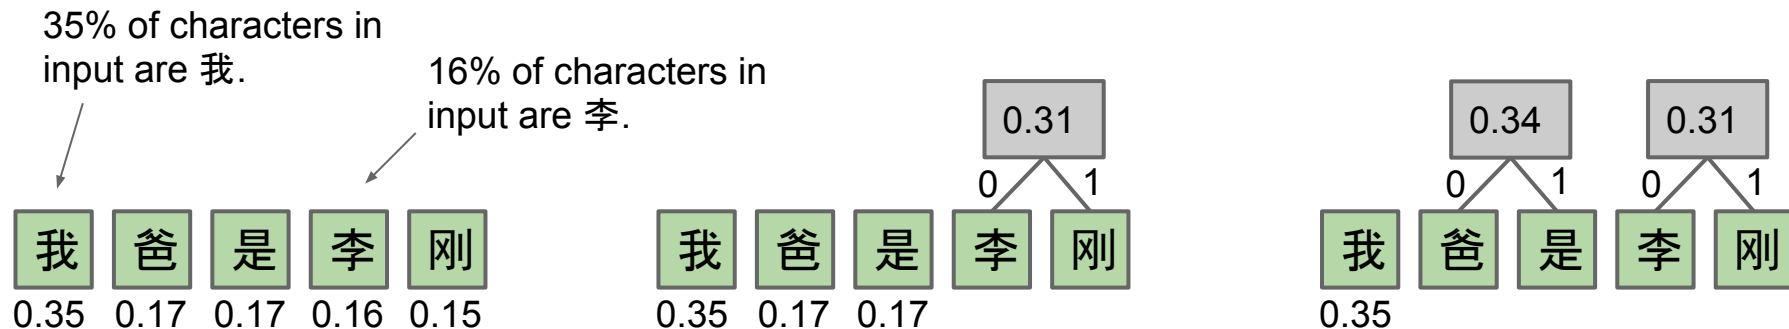 35% of characters in
input are 我.
16% of characters in
input are 李.
我 爸 是 李 刚
0.35 0.17 0.17 0.16 0.15
0.31
0 1
我 爸 是 李 刚
0.35 0.17 0.17
0.34 0.31
0 1 0 1
我 爸 是 李 刚
0.35